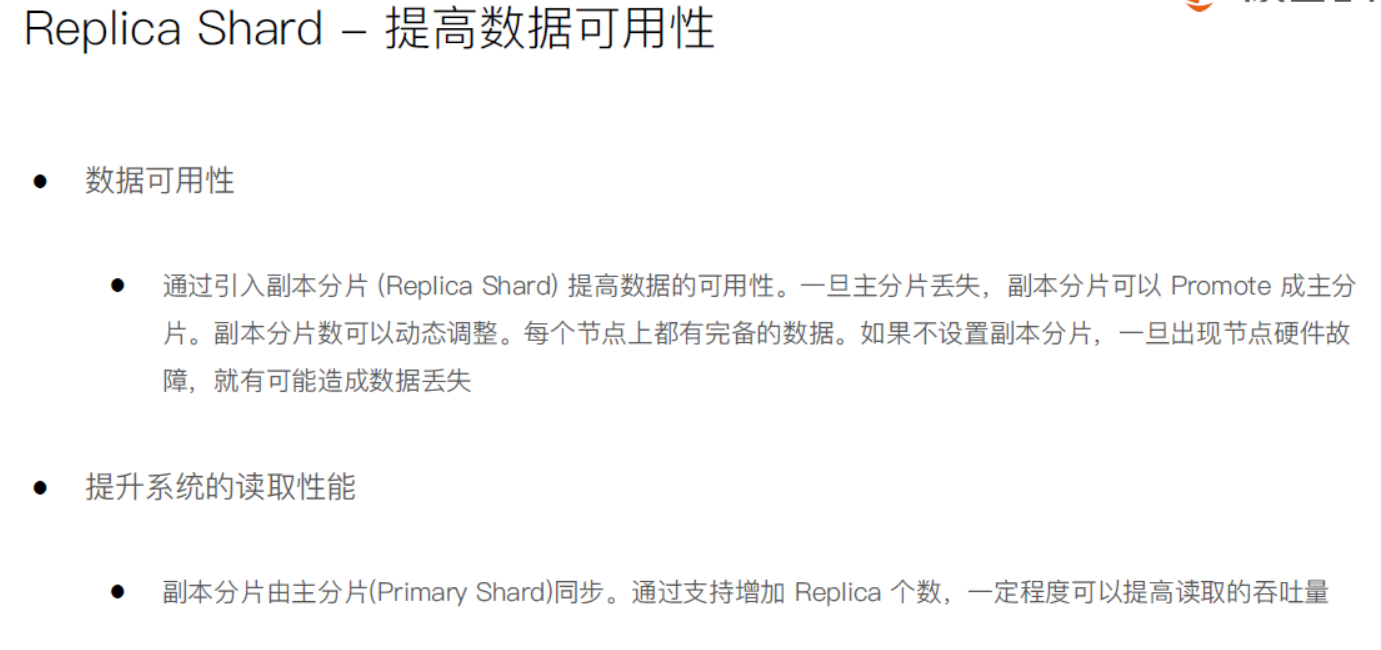 Replica Shard – 提高数据可用性
● 数据可用性
● 通过引入副本分片 (Replica Shard) 提高数据的可用性。一旦主分片丢失，副本分片可以 Promote 成主分
片。副本分片数可以动态调整。每个节点上都有完备的数据。如果不设置副本分片，一旦出现节点硬件故
障，就有可能造成数据丢失
● 提升系统的读取性能
● 副本分片由主分片(Primary Shard)同步。通过支持增加 Replica 个数，一定程度可以提高读取的吞吐量